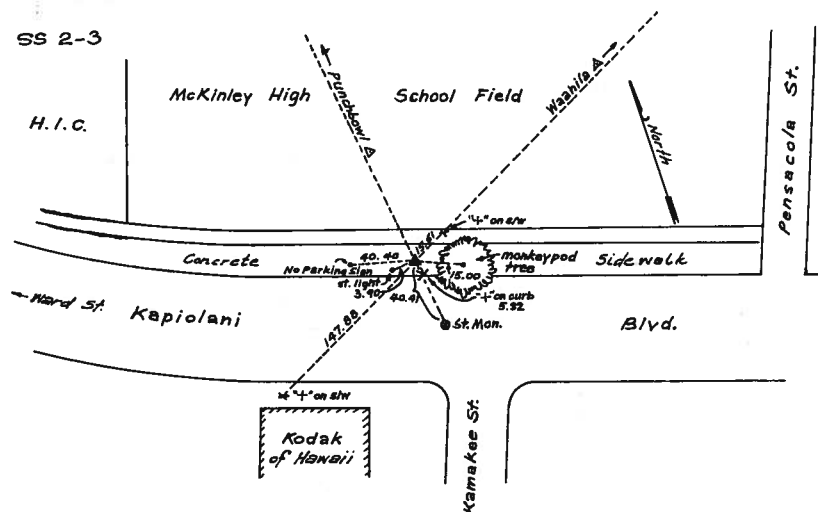 SS 2-3
H.I.C.
McKinley High School Field
Punchbowl △
Waahila △
North
Pensacola St.
"+" on s/w
15.61
Concrete
40.40
No Parking Sign
st. light
3.90
40.41
15.00
monkeypod
tree
Sidewalk
"+" on curb
5.32
St. Mon.
← Ward St.
Kapiolani
Blvd.
147.88
"+" on s/w
Kodak
of Hawaii
Kamakee St.